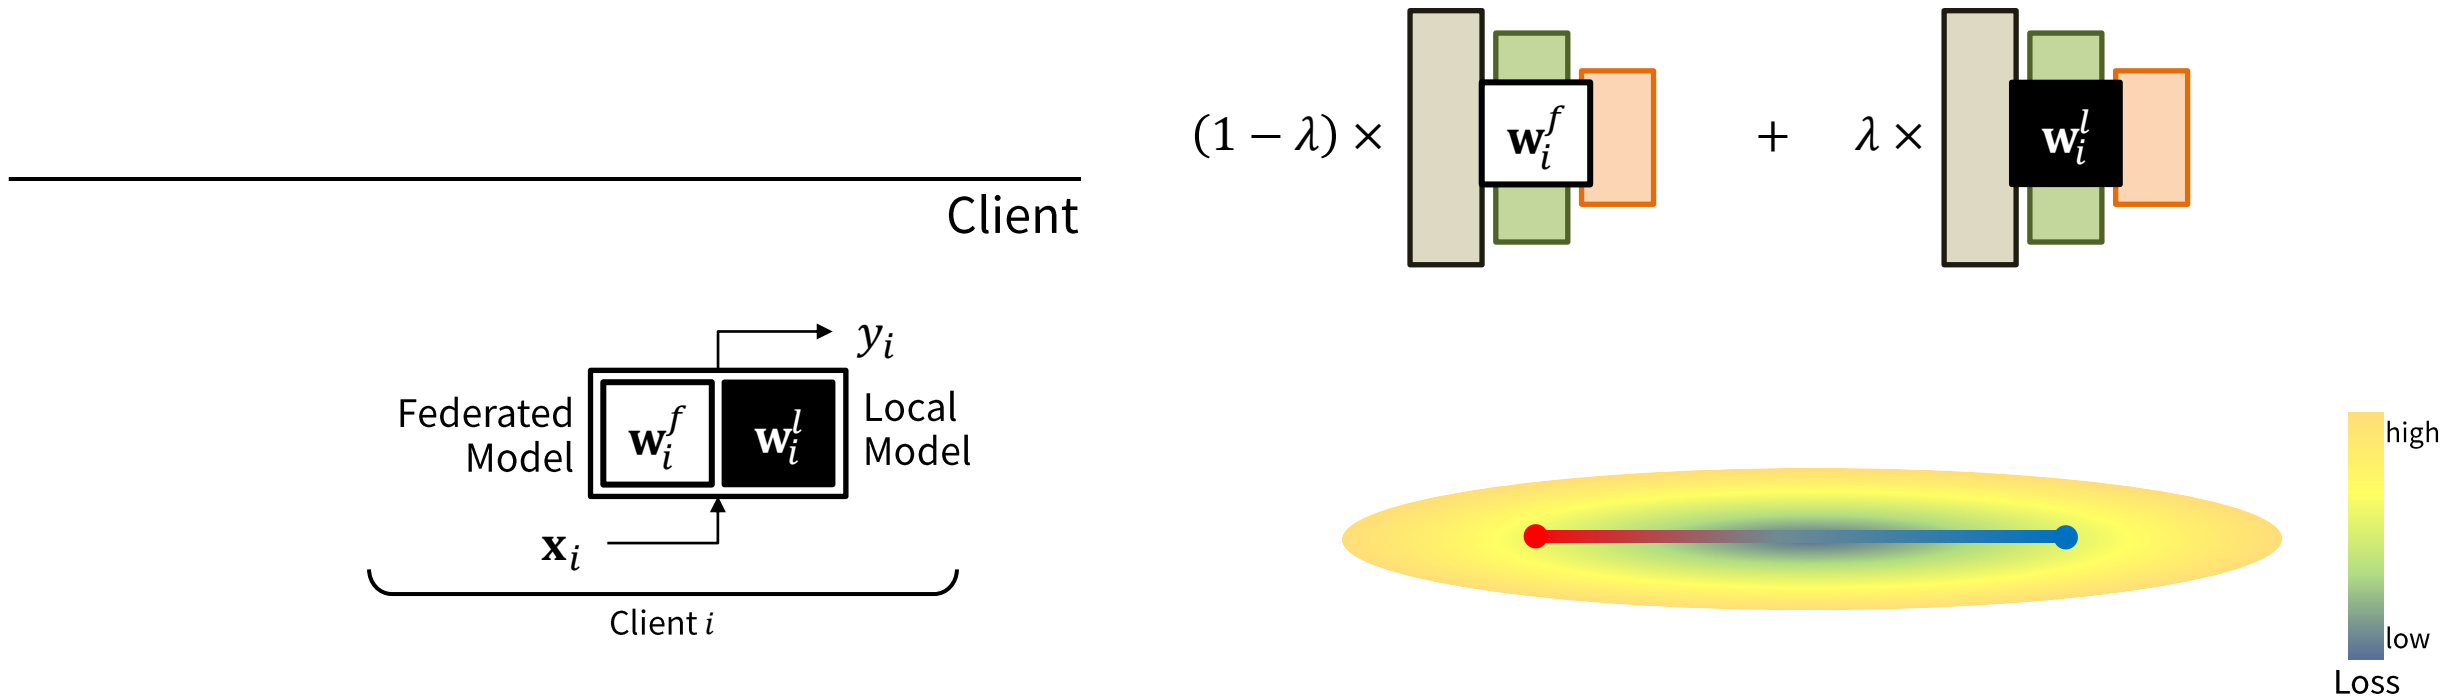 Client
(1 − λ) × w_i^f + λ × w_i^l
y_i
Federated
Model
w_i^f
w_i^l
Local
Model
x_i
Client i
high
low
Loss